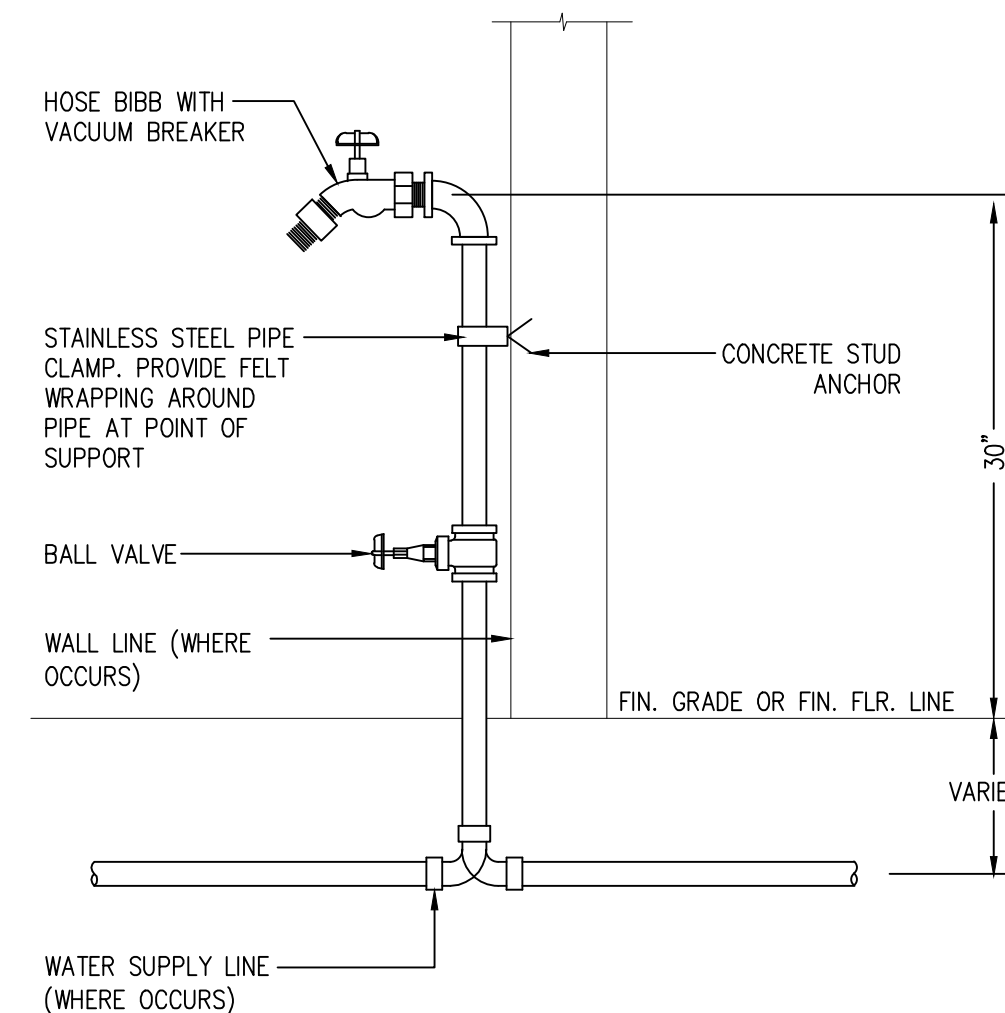 HOSE BIBB WITH
VACUUM BREAKER
STAINLESS STEEL PIPE
CLAMP. PROVIDE FELT
WRAPPING AROUND
PIPE AT POINT OF
SUPPORT
CONCRETE STUD
ANCHOR
30"
BALL VALVE
WALL LINE (WHERE
OCCURS)
FIN. GRADE OR FIN. FLR. LINE
VARIE
WATER SUPPLY LINE
(WHERE OCCURS)